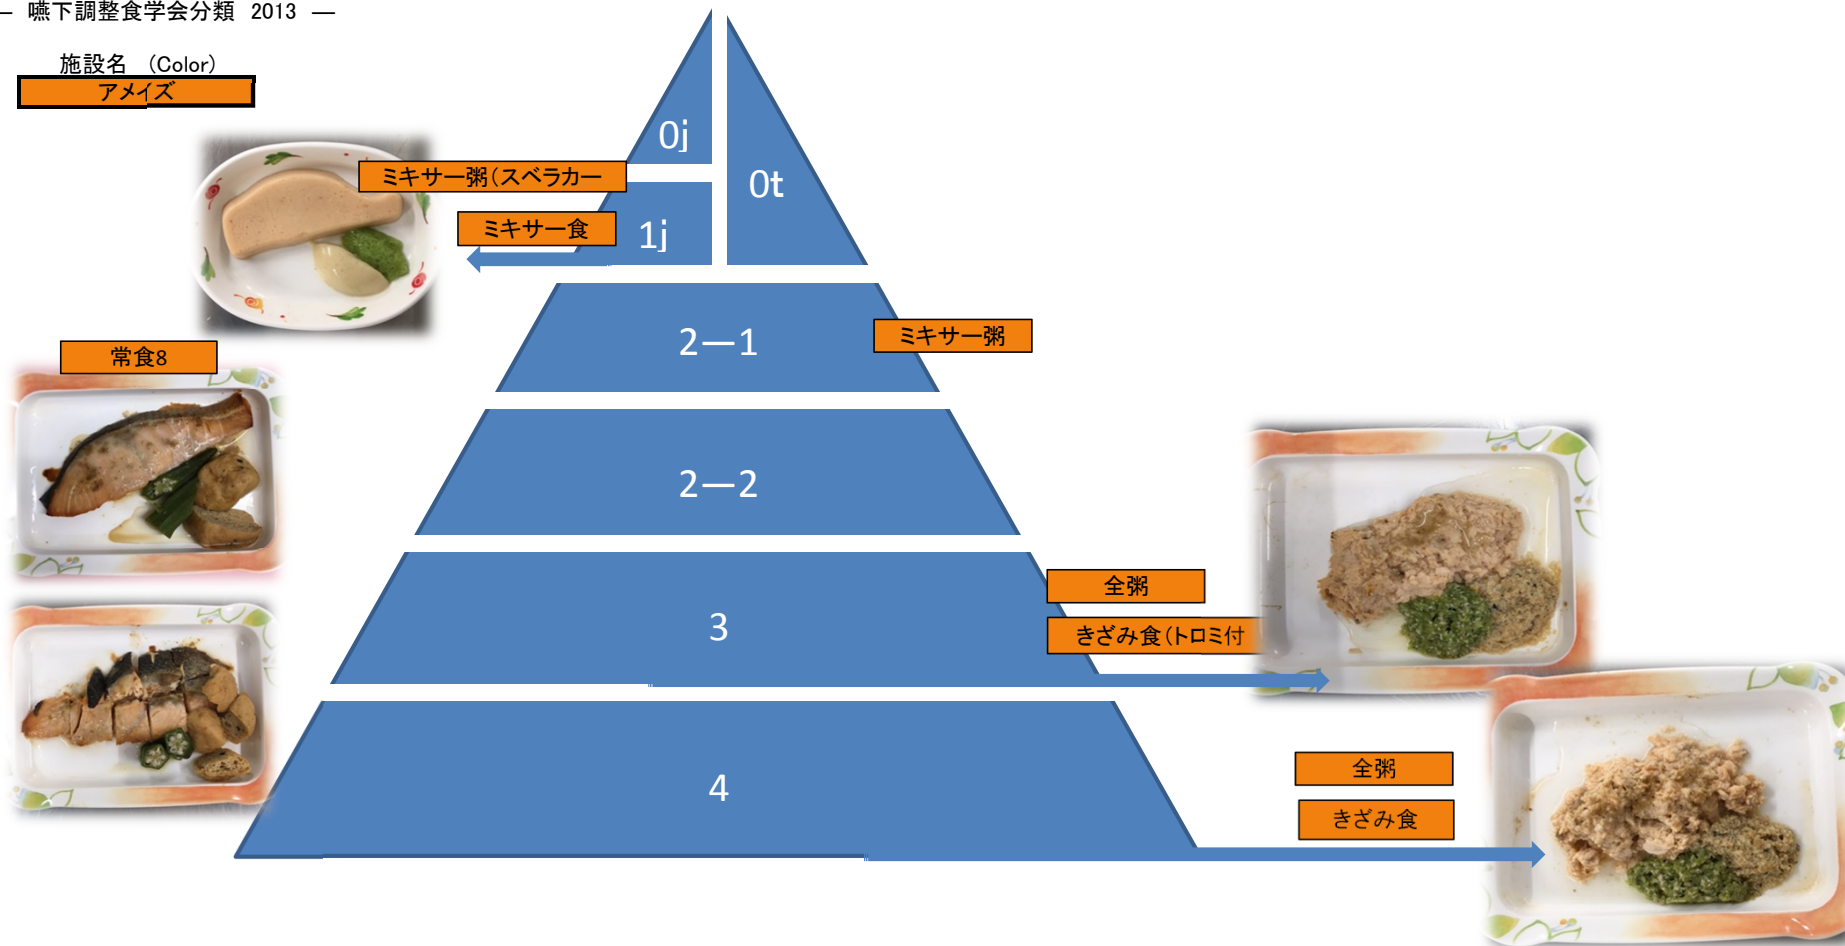 ― 嚥下調整食学会分類 2013 ―
施設名 （Color）
アメイズ
0j
ミキサー粥（スベラカー
0t
ミキサー食
1j
2―1
ミキサー粥
常食8
2―2
3
全粥
きざみ食（トロミ付
4
全粥
きざみ食